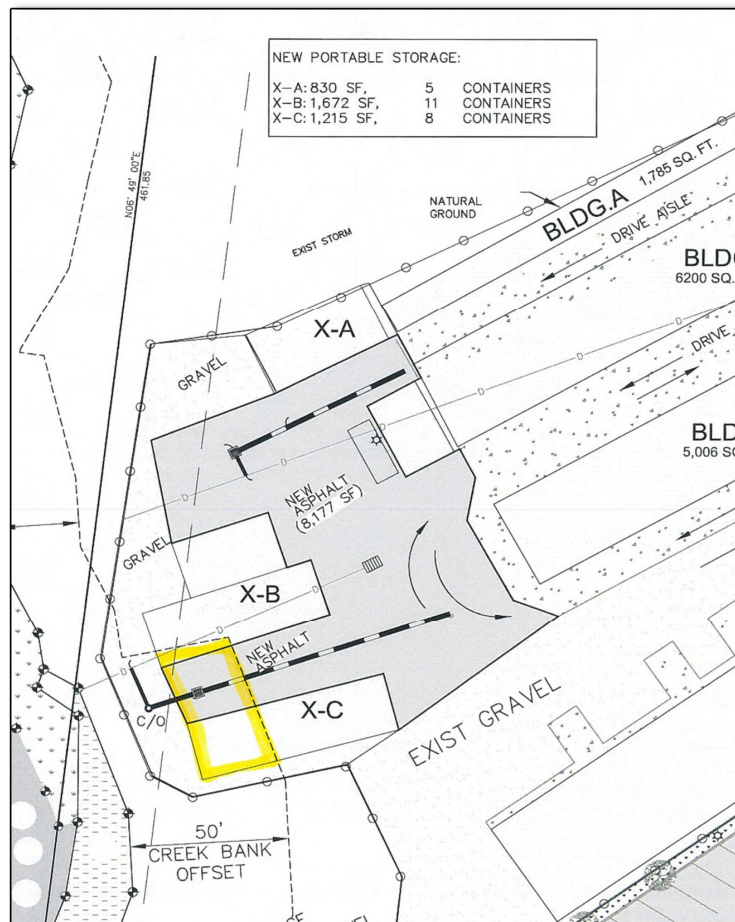 NEW PORTABLE STORAGE:
X-A: 830 SF, 5 CONTAINERS
X-B: 1,672 SF, 11 CONTAINERS
X-C: 1,215 SF, 8 CONTAINERS
N06° 49' 00"E
461.85
NATURAL
GROUND
EXIST STORM
BLDG.A 1,785 SQ. FT.
DRIVE AISLE
BLD
6200 SQ.
X-A
GRAVEL
D
D
DRIVE
D
D
BLD
5,006 S
D
D
NEW
ASPHALT
(8,177 SF)
GRAVEL
D
X-B
D
D
NEW
ASPHALT
D
C/O
X-C
EXIST GRAVEL
50'
CREEK BANK
OFFSET